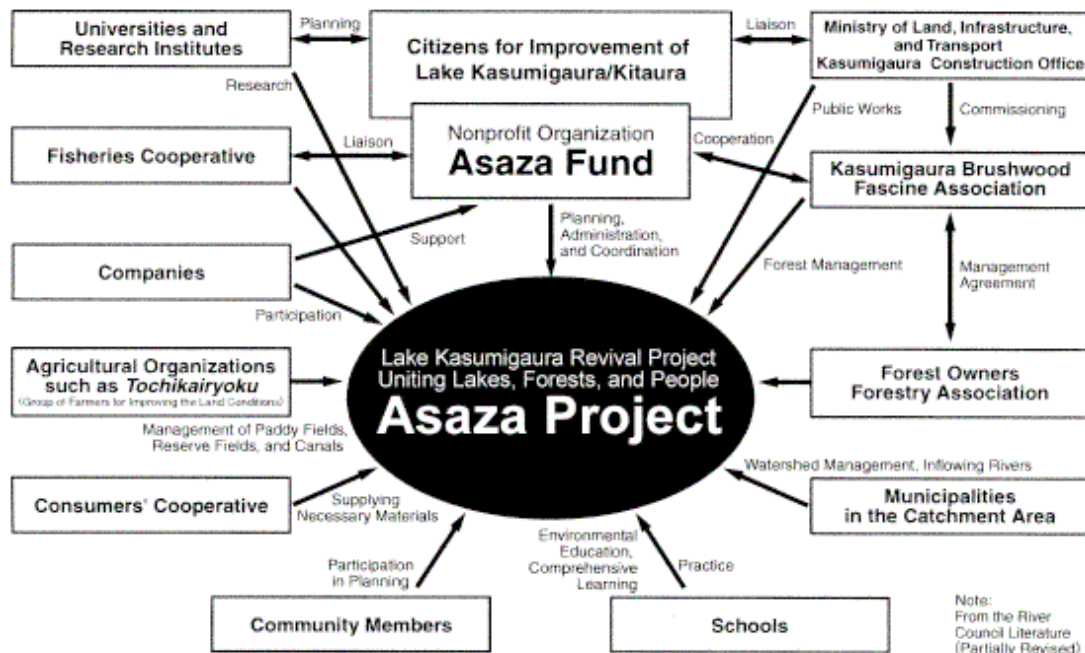 Universities and
Research Institutes
Planning
Citizens for Improvement of
Lake Kasumigaura/Kitaura
Liaison
Ministry of Land, Infrastructure,
and Transport
Kasumigaura Construction Office
Research
Public Works
Commissioning
Fisheries Cooperative
Liaison
Nonprofit Organization
Asaza Fund
Cooperation
Kasumigaura Brushwood
Fascine Association
Companies
Support
Planning,
Administration,
and Coordination
Forest Management
Management
Agreement
Participation
Agricultural Organizations
such as Tochikairyoku
(Group of Farmers for Improving the Land Conditions)
Lake Kasumigaura Revival Project
Uniting Lakes, Forests, and People
Asaza Project
Forest Owners
Forestry Association
Management of Paddy Fields,
Reserve Fields, and Canals
Watershed Management, Inflowing Rivers
Consumers' Cooperative
Supplying
Necessary Materials
Municipalities
in the Catchment Area
Participation
in Planning
Environmental
Education,
Comprehensive
Learning
Practice
Community Members
Schools
Note:
From the River
Council Literature
(Partially Revised)